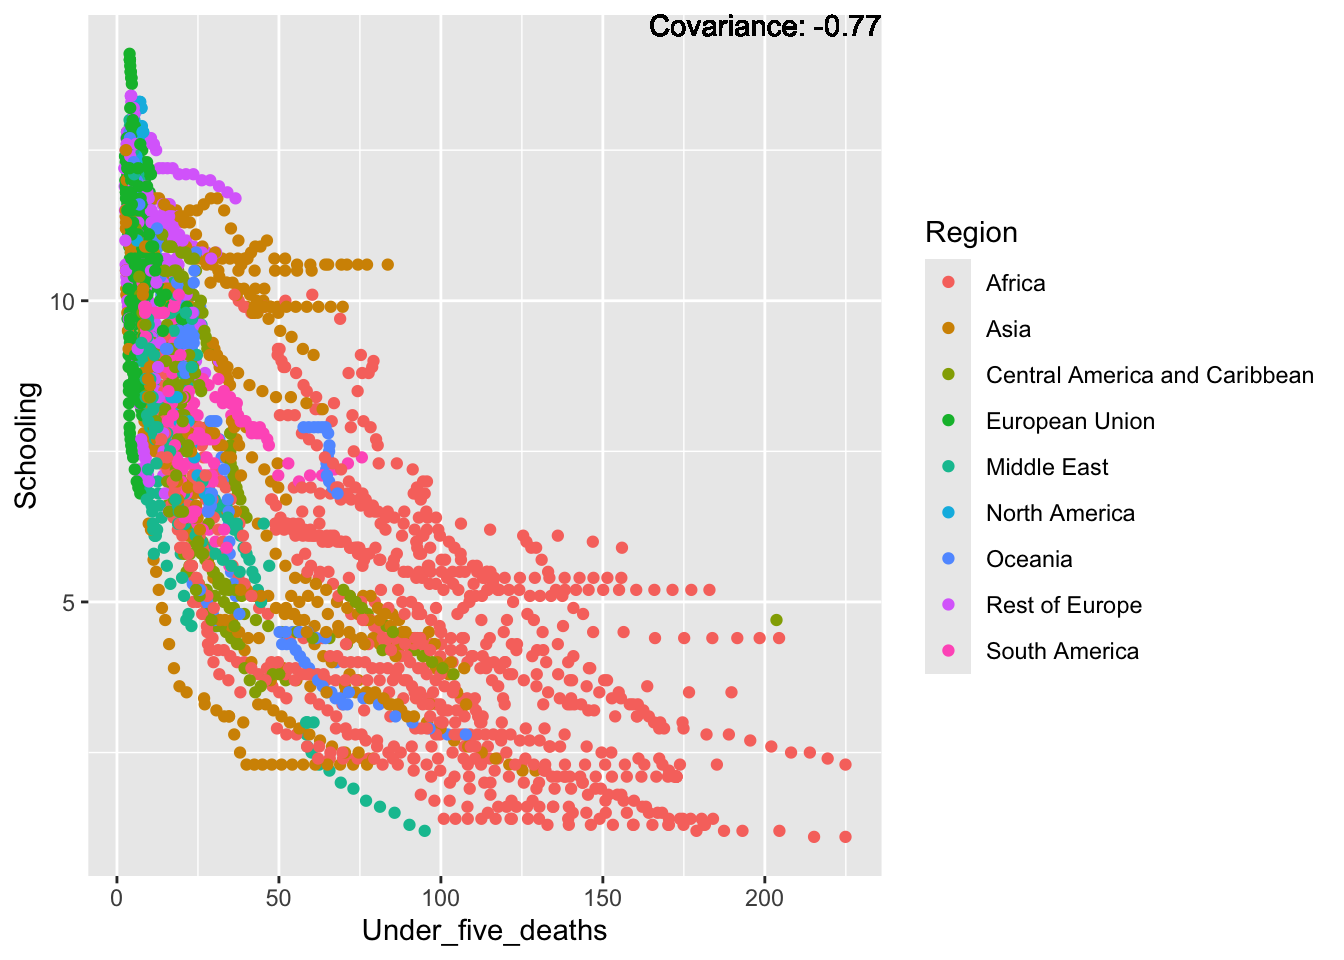 Covariance: -0.77
10
5
Schooling
0
50
100
150
200
Under_five_deaths
Region
Africa
Asia
Central America and Caribbean
European Union
Middle East
North America
Oceania
Rest of Europe
South America